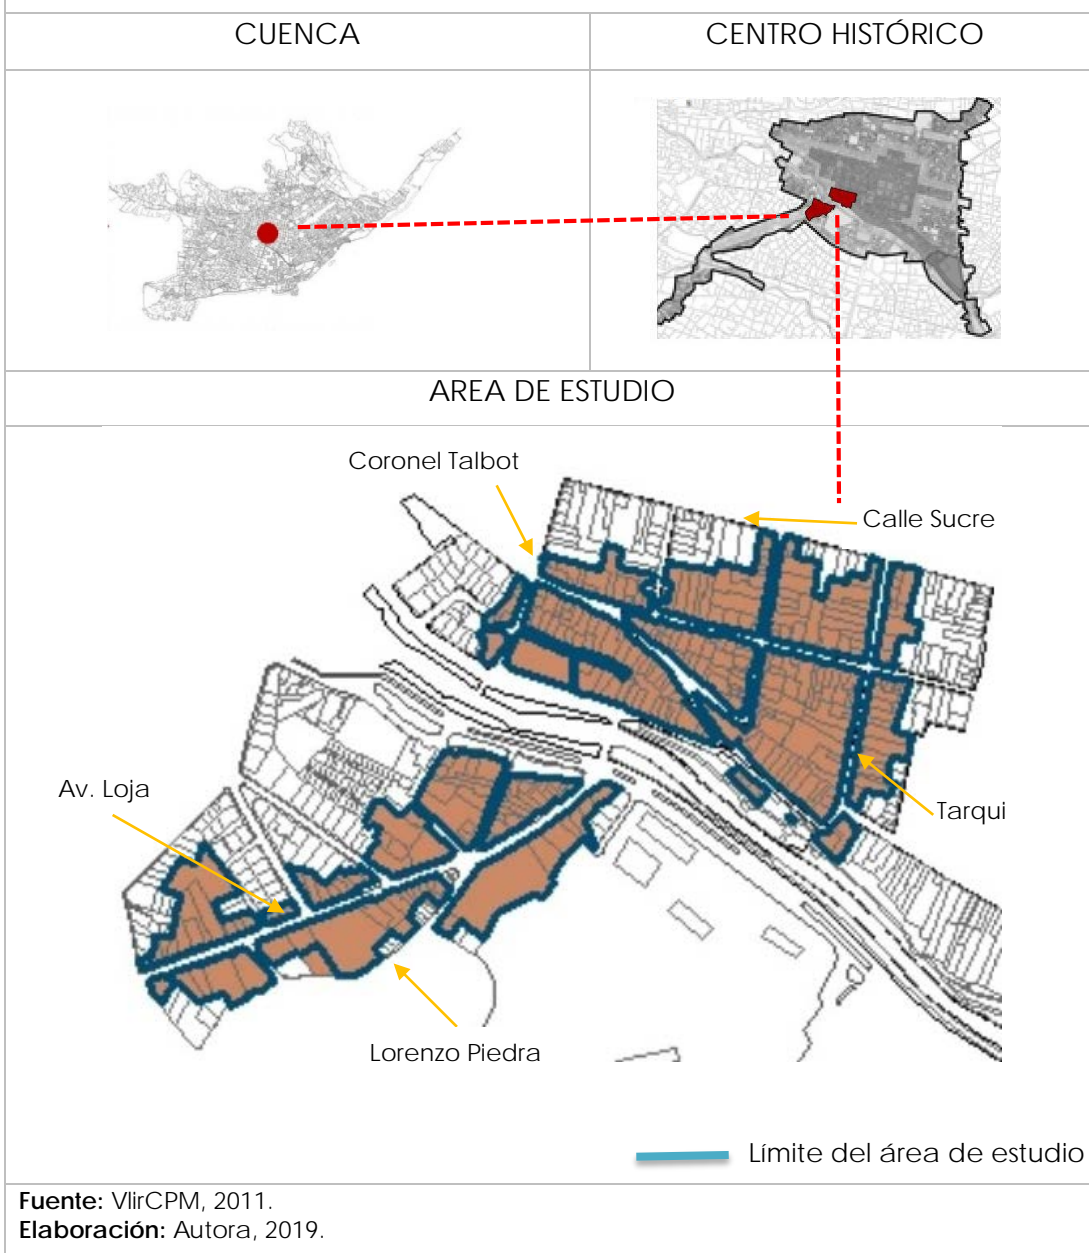 CUENCA
CENTRO HISTÓRICO
AREA DE ESTUDIO
Coronel Talbot
Calle Sucre
Av. Loja
Tarqui
Lorenzo Piedra
Límite del área de estudio
Fuente: VlirCPM, 2011.
Elaboración: Autora, 2019.